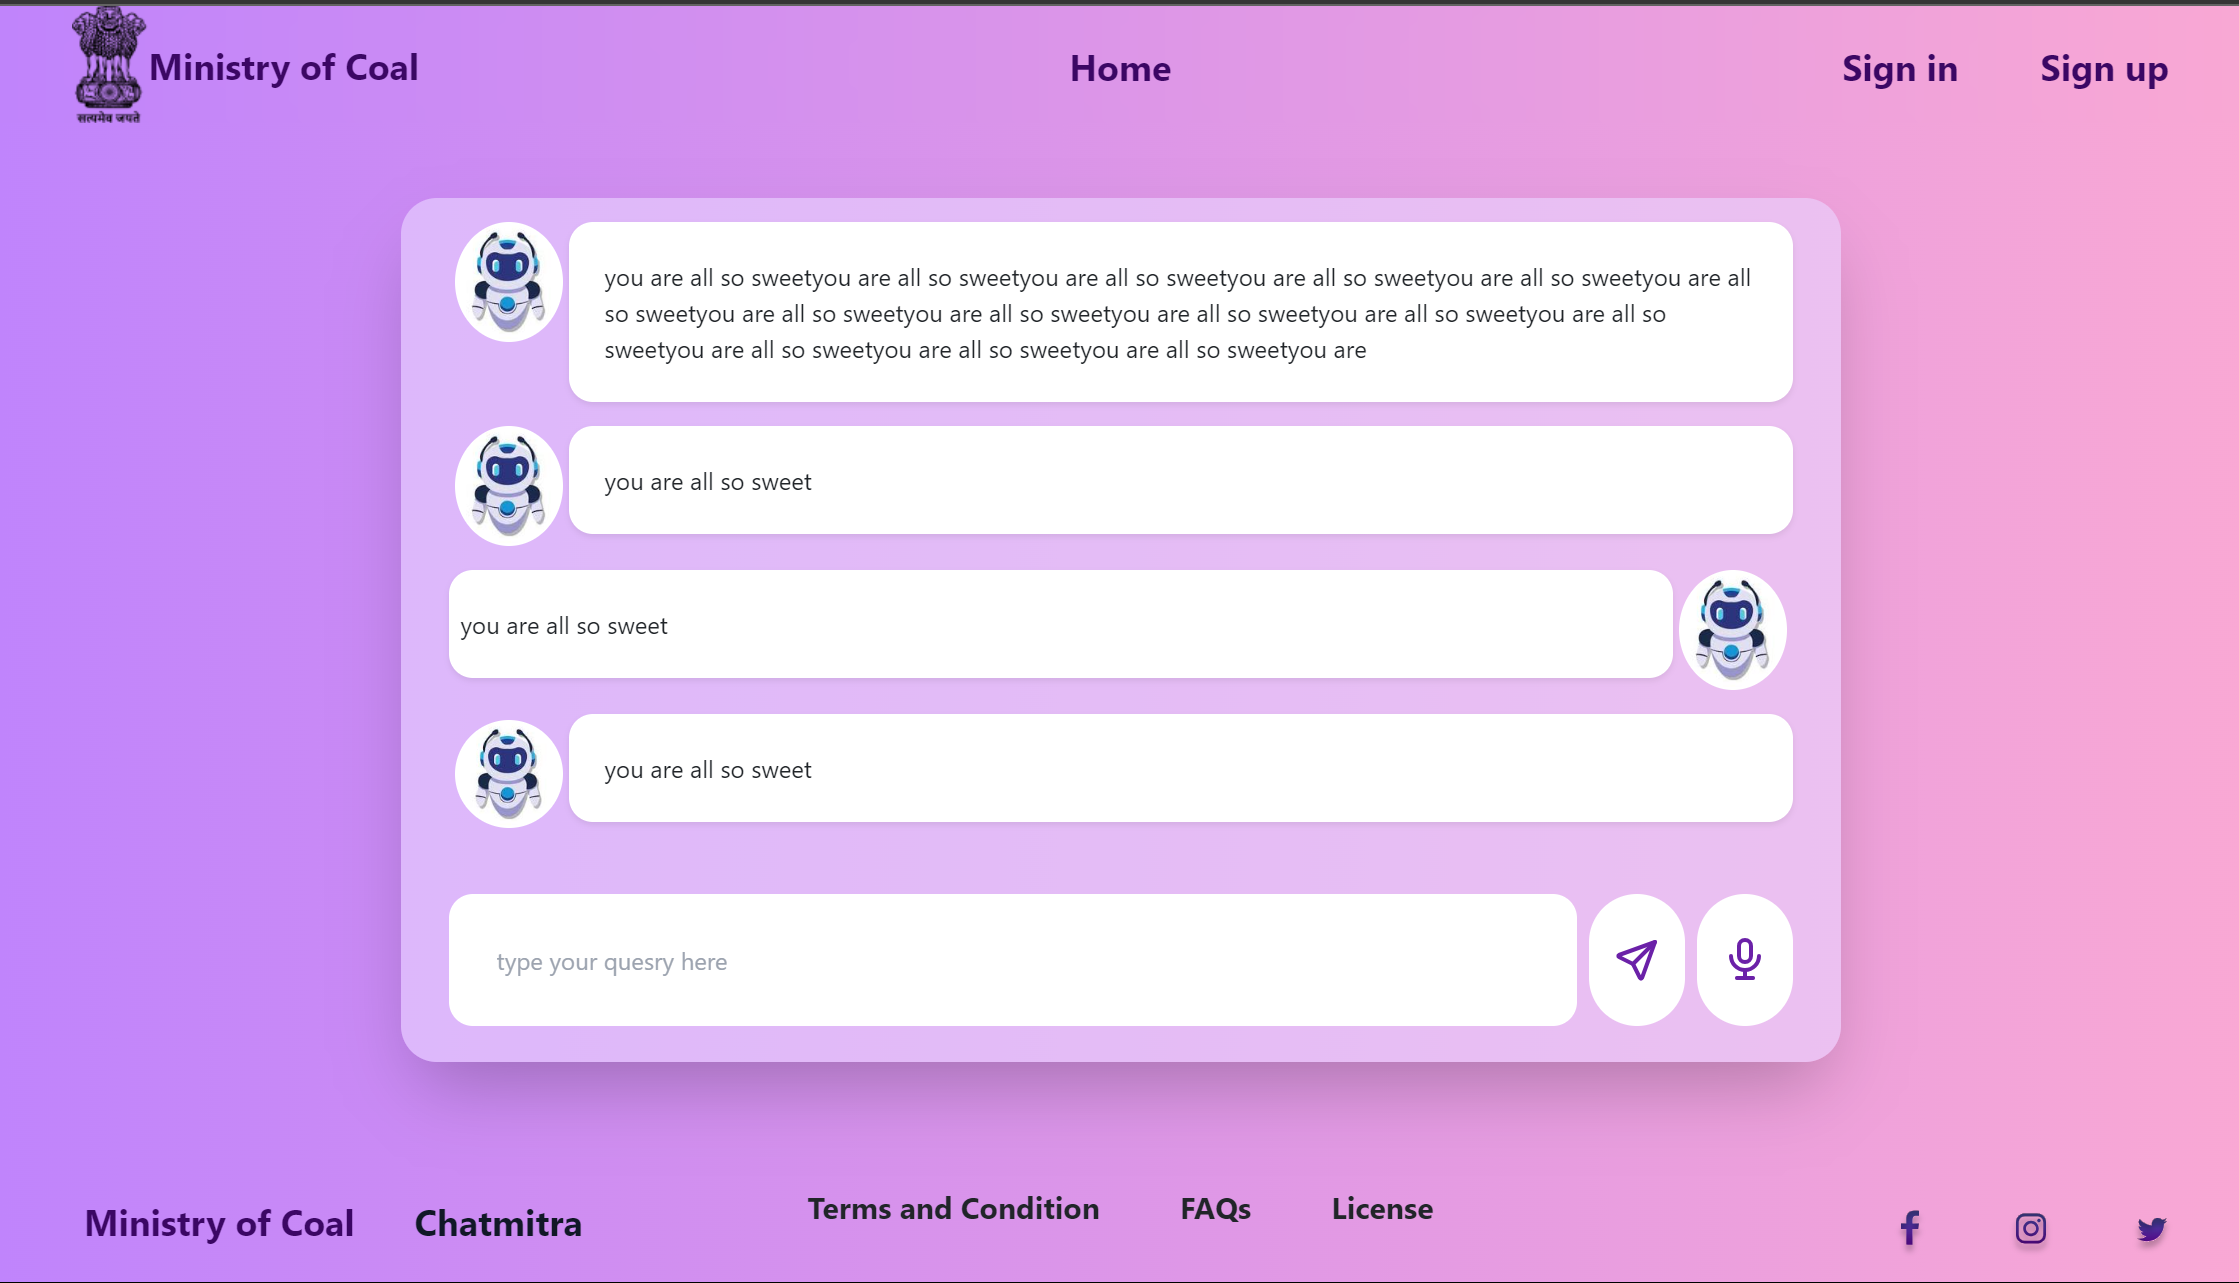 Ministry of Coal
Home
Sign in
Sign up
सत्यमेव जयते
you are all so sweetyou are all so sweetyou are all so sweetyou are all so sweetyou are all so sweetyou are all
so sweetyou are all so sweetyou are all so sweetyou are all so sweetyou are all so sweetyou are all so
sweetyou are all so sweetyou are all so sweetyou are all so sweetyou are
you are all so sweet
you are all so sweet
you are all so sweet
type your quesry here
Ministry of Coal
Chatmitra
Terms and Condition
FAQs
License